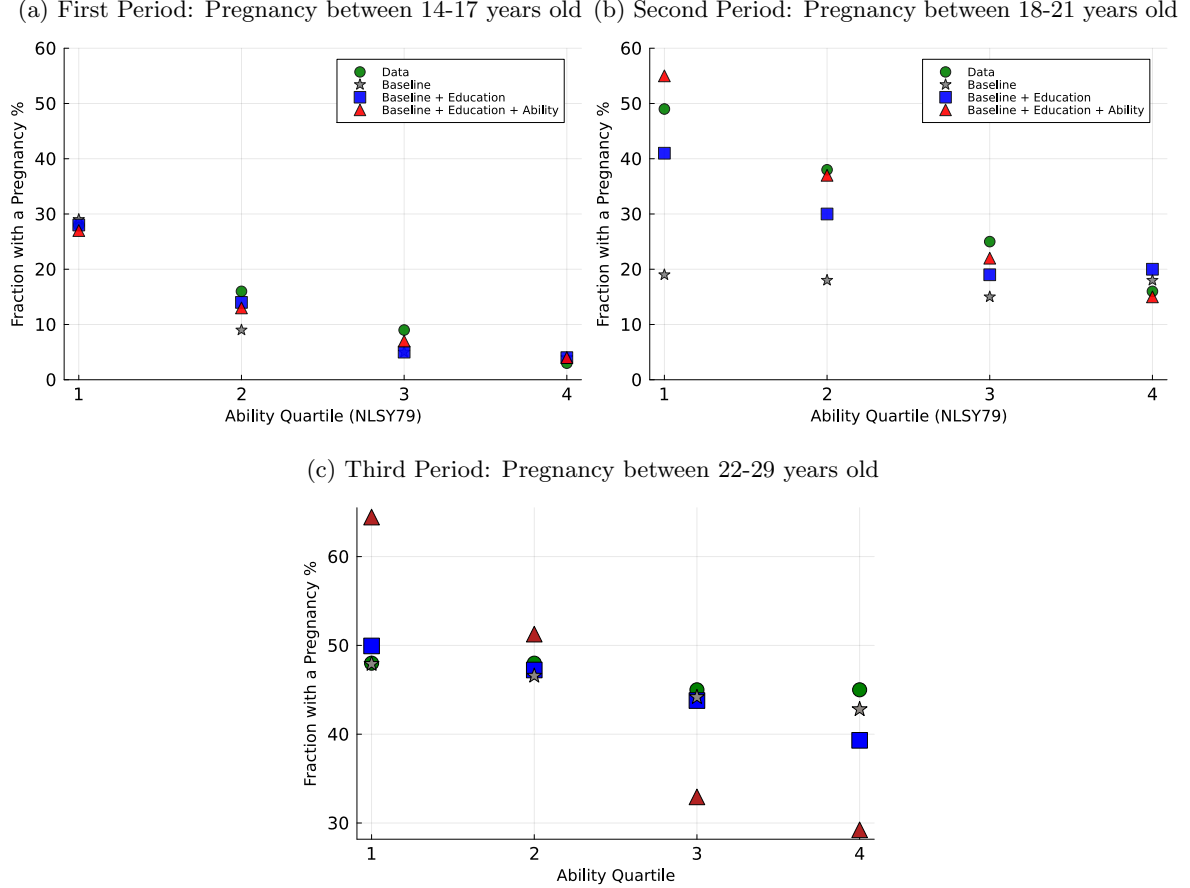 (a) First Period: Pregnancy between 14-17 years old
60
50
40
30
20
10
0
Fraction with a Pregnancy %
Data
Baseline
Baseline + Education
Baseline + Education + Ability
1 2 3 4
Ability Quartile (NLSY79)
(b) Second Period: Pregnancy between 18-21 years old
60
50
40
30
20
10
0
Fraction with a Pregnancy %
Data
Baseline
Baseline + Education
Baseline + Education + Ability
1 2 3 4
Ability Quartile (NLSY79)
(c) Third Period: Pregnancy between 22-29 years old
60
50
40
30
Fraction with a Pregnancy %
1 2 3 4
Ability Quartile